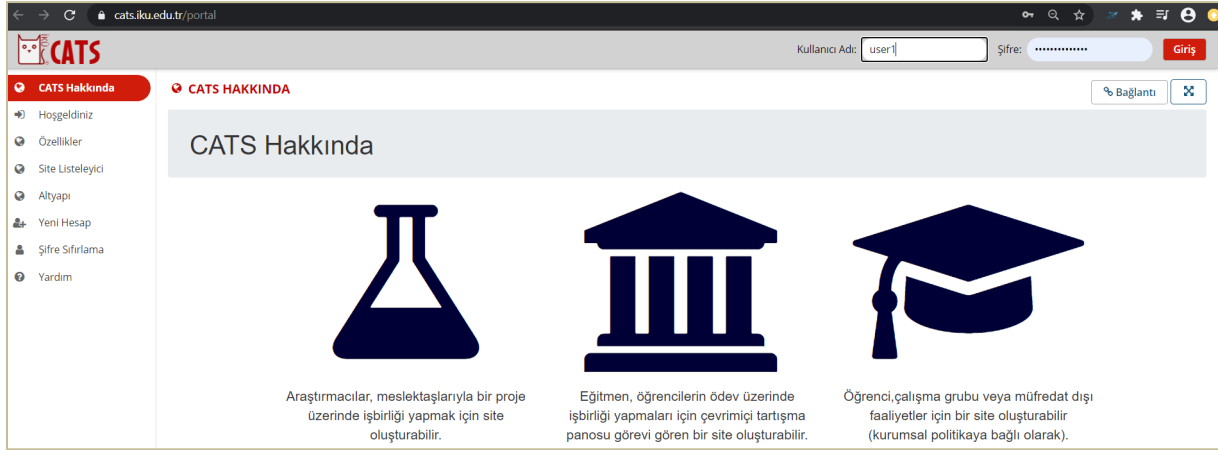 cats.iku.edu.tr/portal
İKÜ CATS
Kullanıcı Adı: user1 Şifre: •••••••••••••• Giriş
CATS Hakkında
Hoşgeldiniz
Özellikler
Site Listeleyici
Altyapı
Yeni Hesap
Şifre Sıfırlama
Yardım
CATS HAKKINDA
Bağlantı
CATS Hakkında
Araştırmacılar, meslektaşlarıyla bir proje
üzerinde işbirliği yapmak için site
oluşturabilir.
Eğitmen, öğrencilerin ödev üzerinde
işbirliği yapmaları için çevrimiçi tartışma
panosu görevi gören bir site oluşturabilir.
Öğrenci,çalışma grubu veya müfredat dışı
faaliyetler için bir site oluşturabilir
(kurumsal politikaya bağlı olarak).